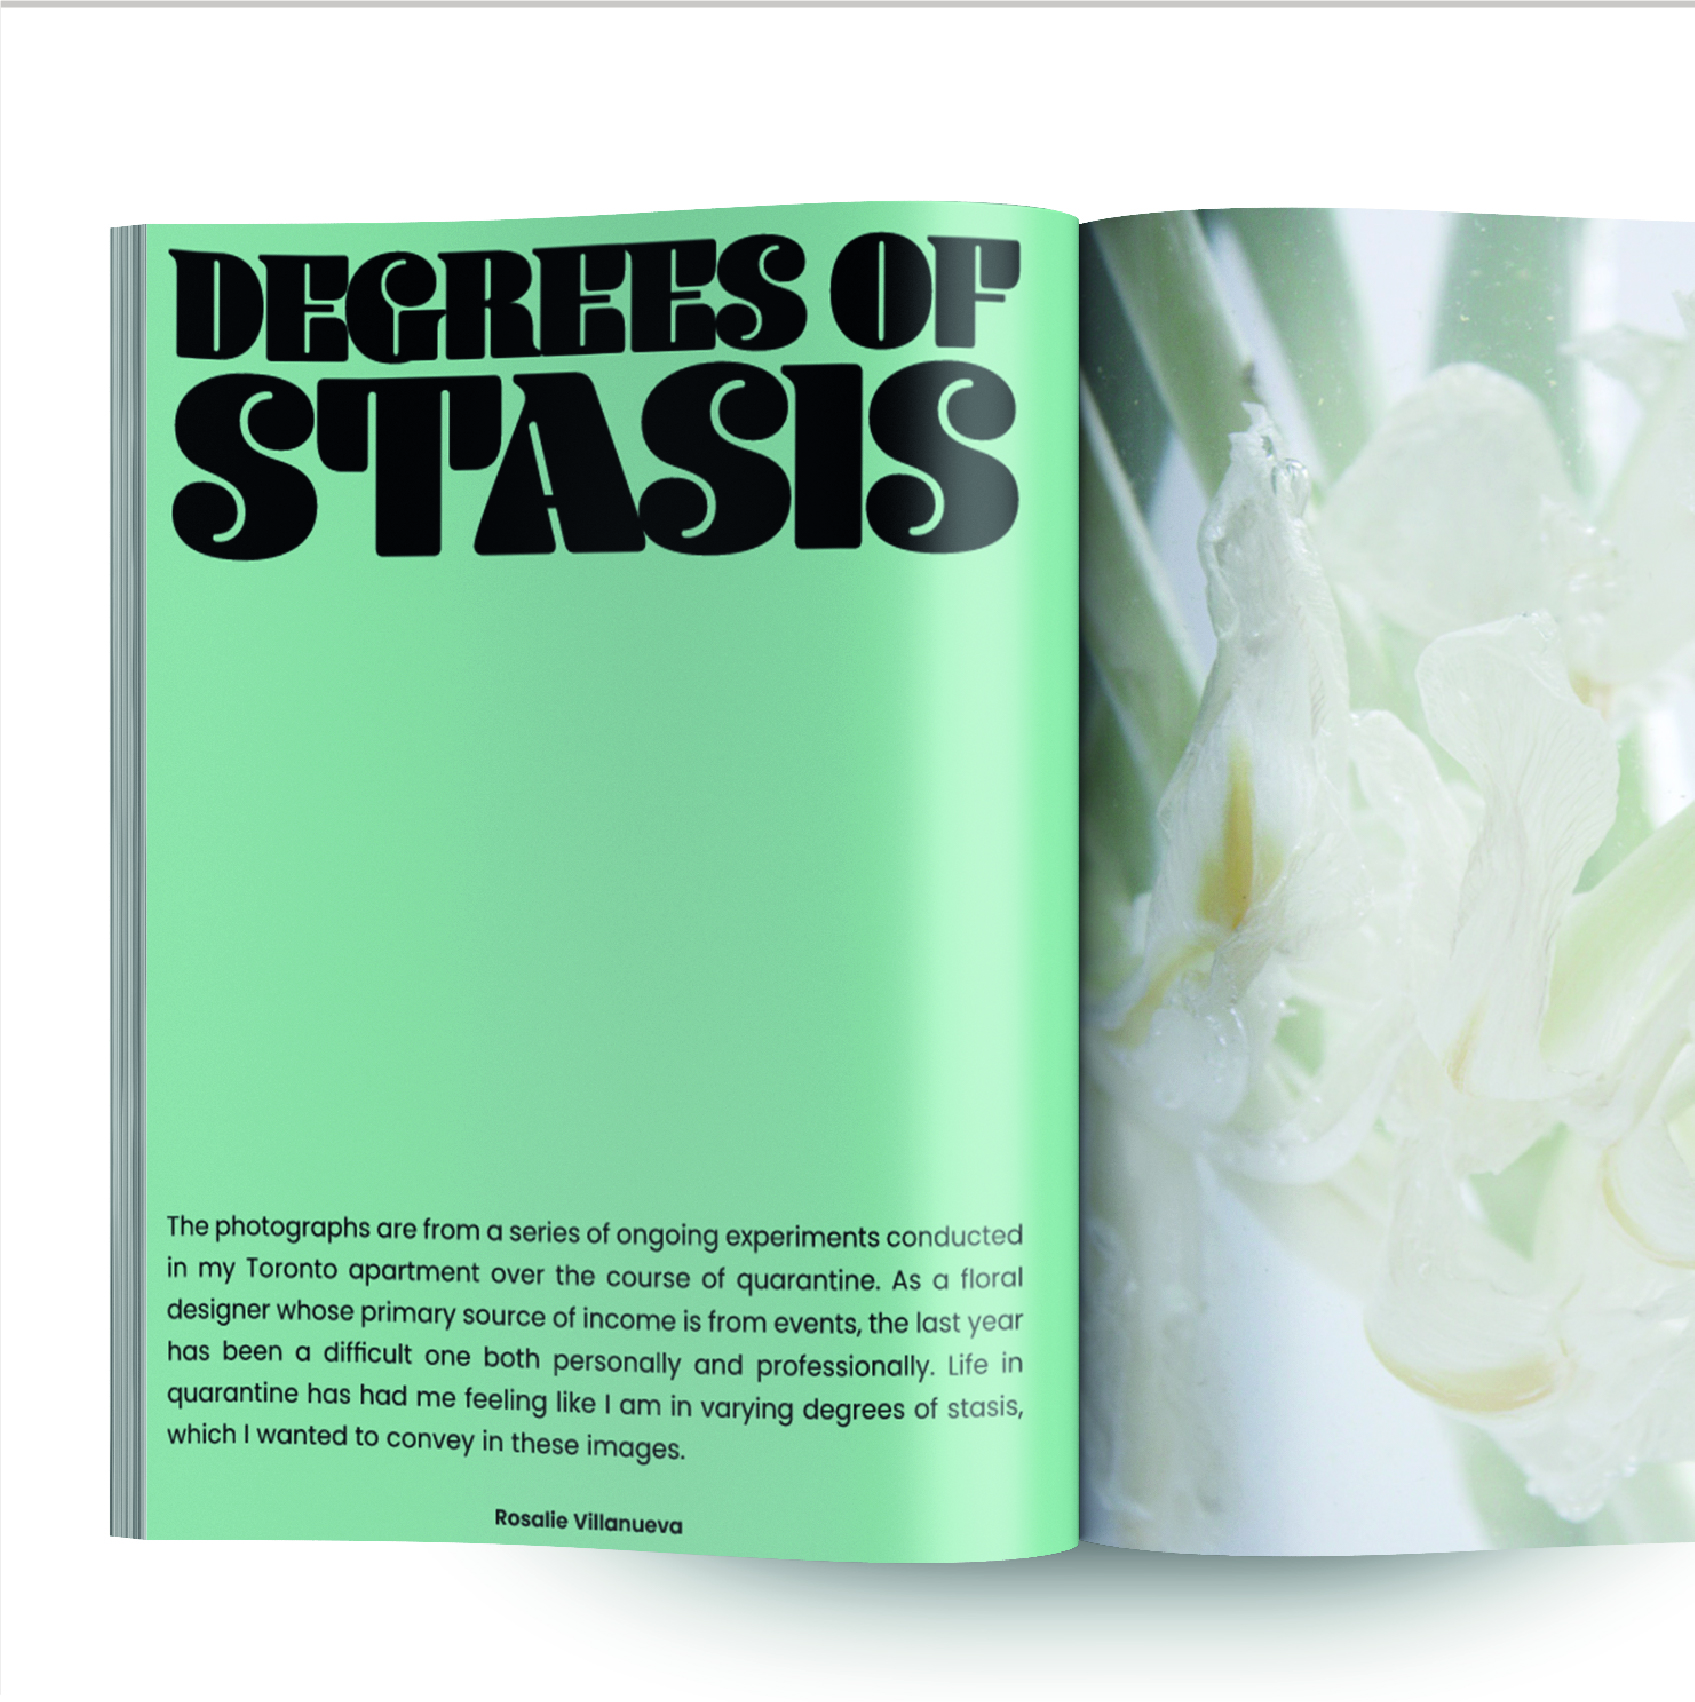 DEGREES OF
STASIS
The photographs are from a series of ongoing experiments conducted
in my Toronto apartment over the course of quarantine. As a floral
designer whose primary source of income is from events, the last year
has been a difficult one both personally and professionally. Life in
quarantine has had me feeling like I am in varying degrees of stasis,
which I wanted to convey in these images.
Rosalie Villanueva